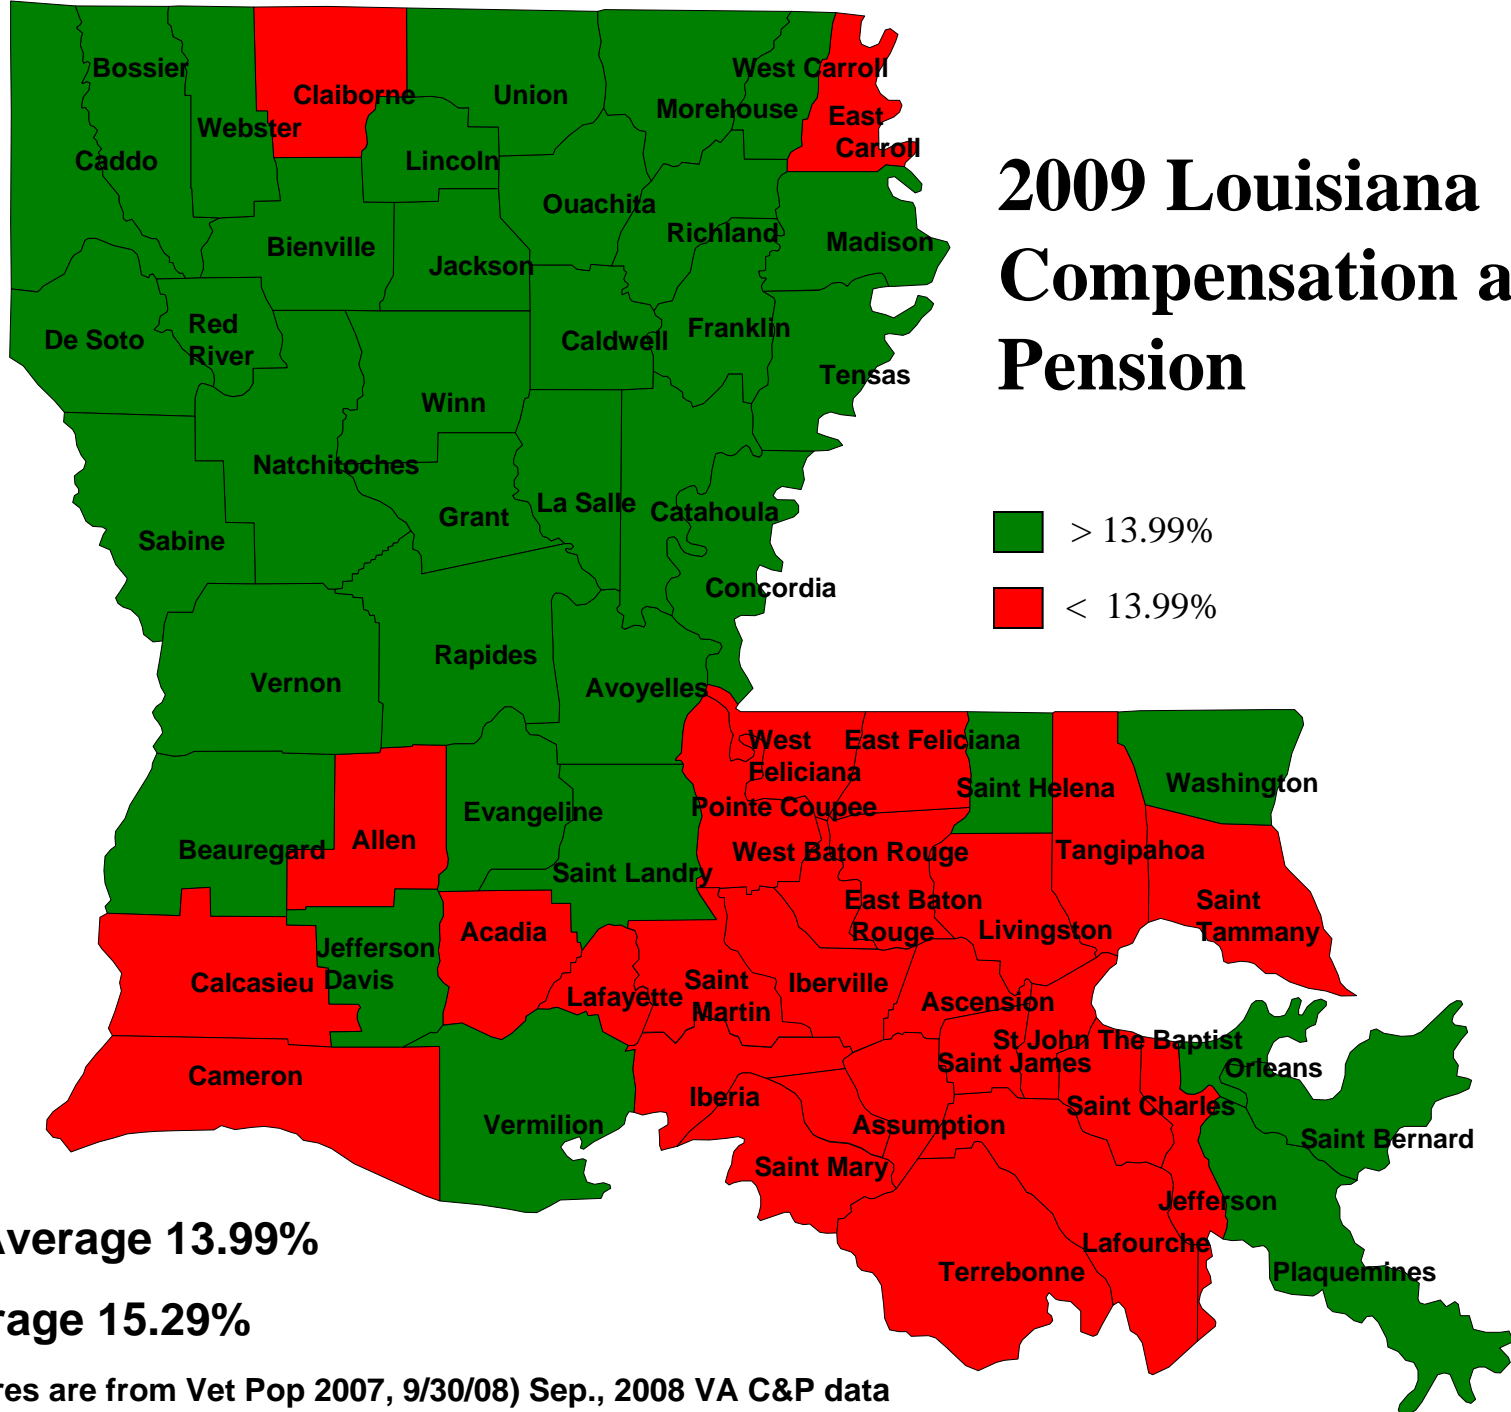 Bossier
Claiborne
Union
West Carroll
Morehouse
East
Carroll
Webster
Caddo
Lincoln
Ouachita
Richland
Madison
Bienville
Jackson
2009 Louisiana
Compensation a
Pension
De Soto
Red
River
Caldwell
Franklin
Tensas
Winn
Natchitoches
Grant
La Salle
Catahoula
Sabine
Concordia
> 13.99%
< 13.99%
Vernon
Rapides
Avoyelles
West
Feliciana
East Feliciana
Saint Helena
Washington
Pointe Coupee
Evangeline
Beauregard
Allen
West Baton Rouge
Tangipahoa
Saint Landry
East Baton
Rouge
Livingston
Saint
Tammany
Jefferson
Davis
Acadia
Calcasieu
Lafayette
Saint
Martin
Iberville
Ascension
St John The Baptist
Saint James
Orleans
Cameron
Iberia
Saint Charles
Vermilion
Assumption
Saint Bernard
Saint Mary
Jefferson
Lafourche
Terrebonne
Plaquemines
Average 13.99%
rage 15.29%
res are from Vet Pop 2007, 9/30/08) Sep., 2008 VA C&P data